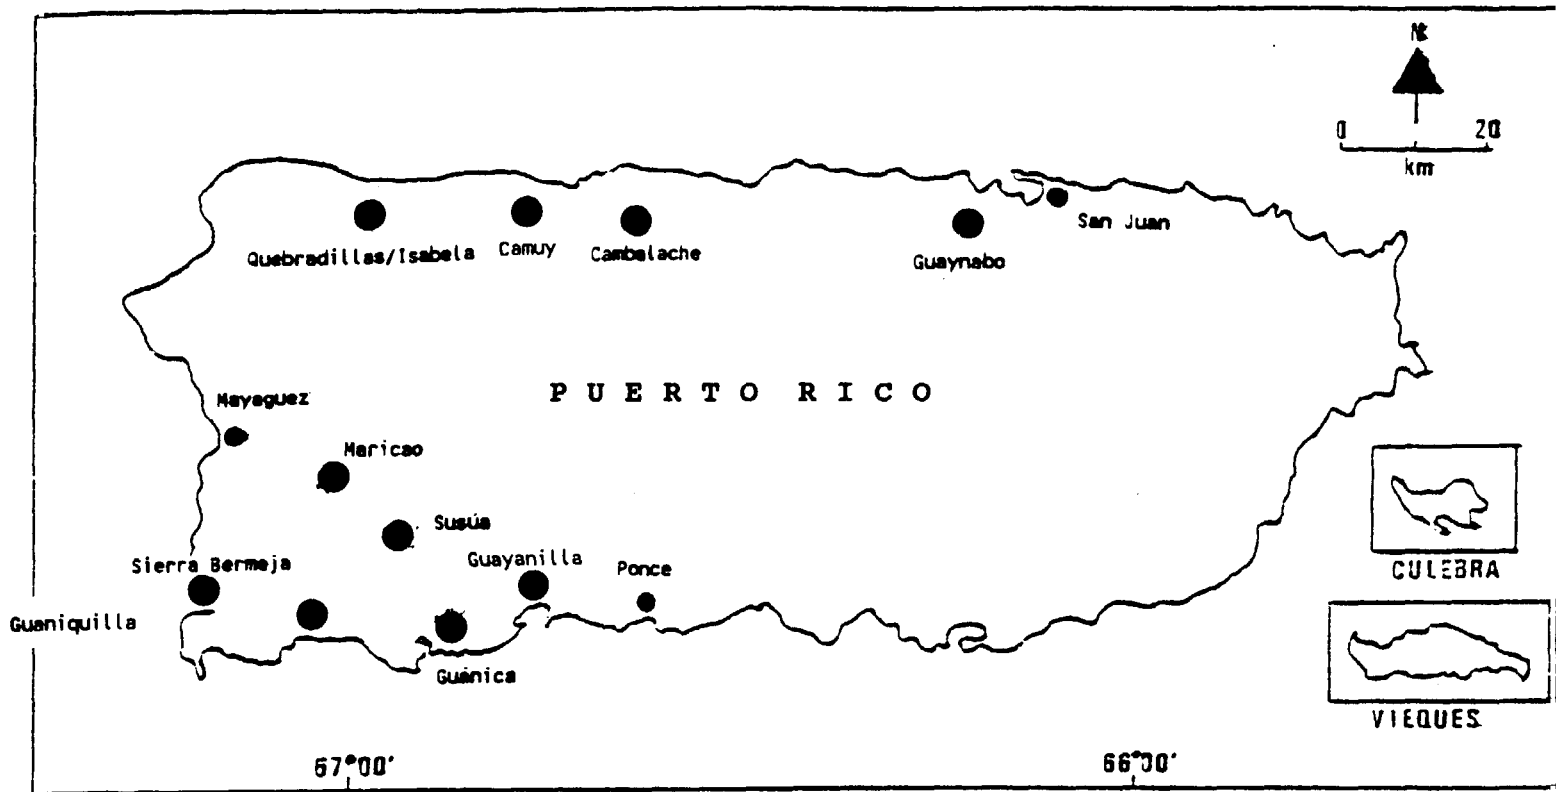 N
0 20
km
San Juan
Quebradillas/Isabela
Camuy
Cambalache
Guaynabo
PUERTO RICO
Mayaguez
Maricao
Susúa
Sierra Bermeja
Guayanilla
Ponce
CULEBRA
Guaniquilla
Guánica
VIEQUES
67°00'
66°00'